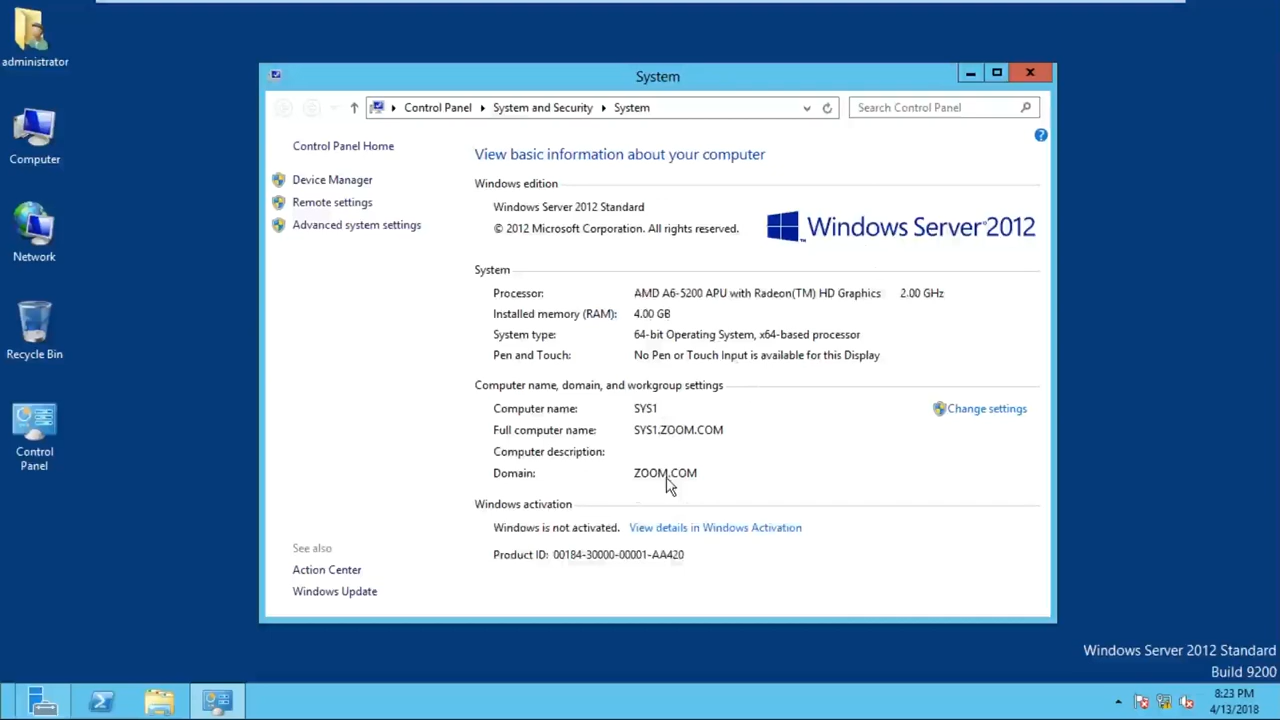 administrator
Computer
Network
Recycle Bin
Control
Panel
System
Control Panel System and Security System
Search Control Panel
Control Panel Home
Device Manager
Remote settings
Advanced system settings
See also
Action Center
Windows Update
View basic information about your computer
Windows edition
Windows Server 2012 Standard
© 2012 Microsoft Corporation. All rights reserved.
Windows Server 2012
System
Processor: AMD A6-5200 APU with Radeon(TM) HD Graphics 2.00 GHz
Installed memory (RAM): 4.00 GB
System type: 64-bit Operating System, x64-based processor
Pen and Touch: No Pen or Touch Input is available for this Display
Computer name, domain, and workgroup settings
Computer name: SYS1
Change settings
Full computer name: SYS1.ZOOM.COM
Computer description:
Domain: ZOOM.COM
Windows activation
Windows is not activated. View details in Windows Activation
Product ID: 00184-30000-00001-AA420
Windows Server 2012 Standard
Build 9200
8:23 PM
4/13/2018